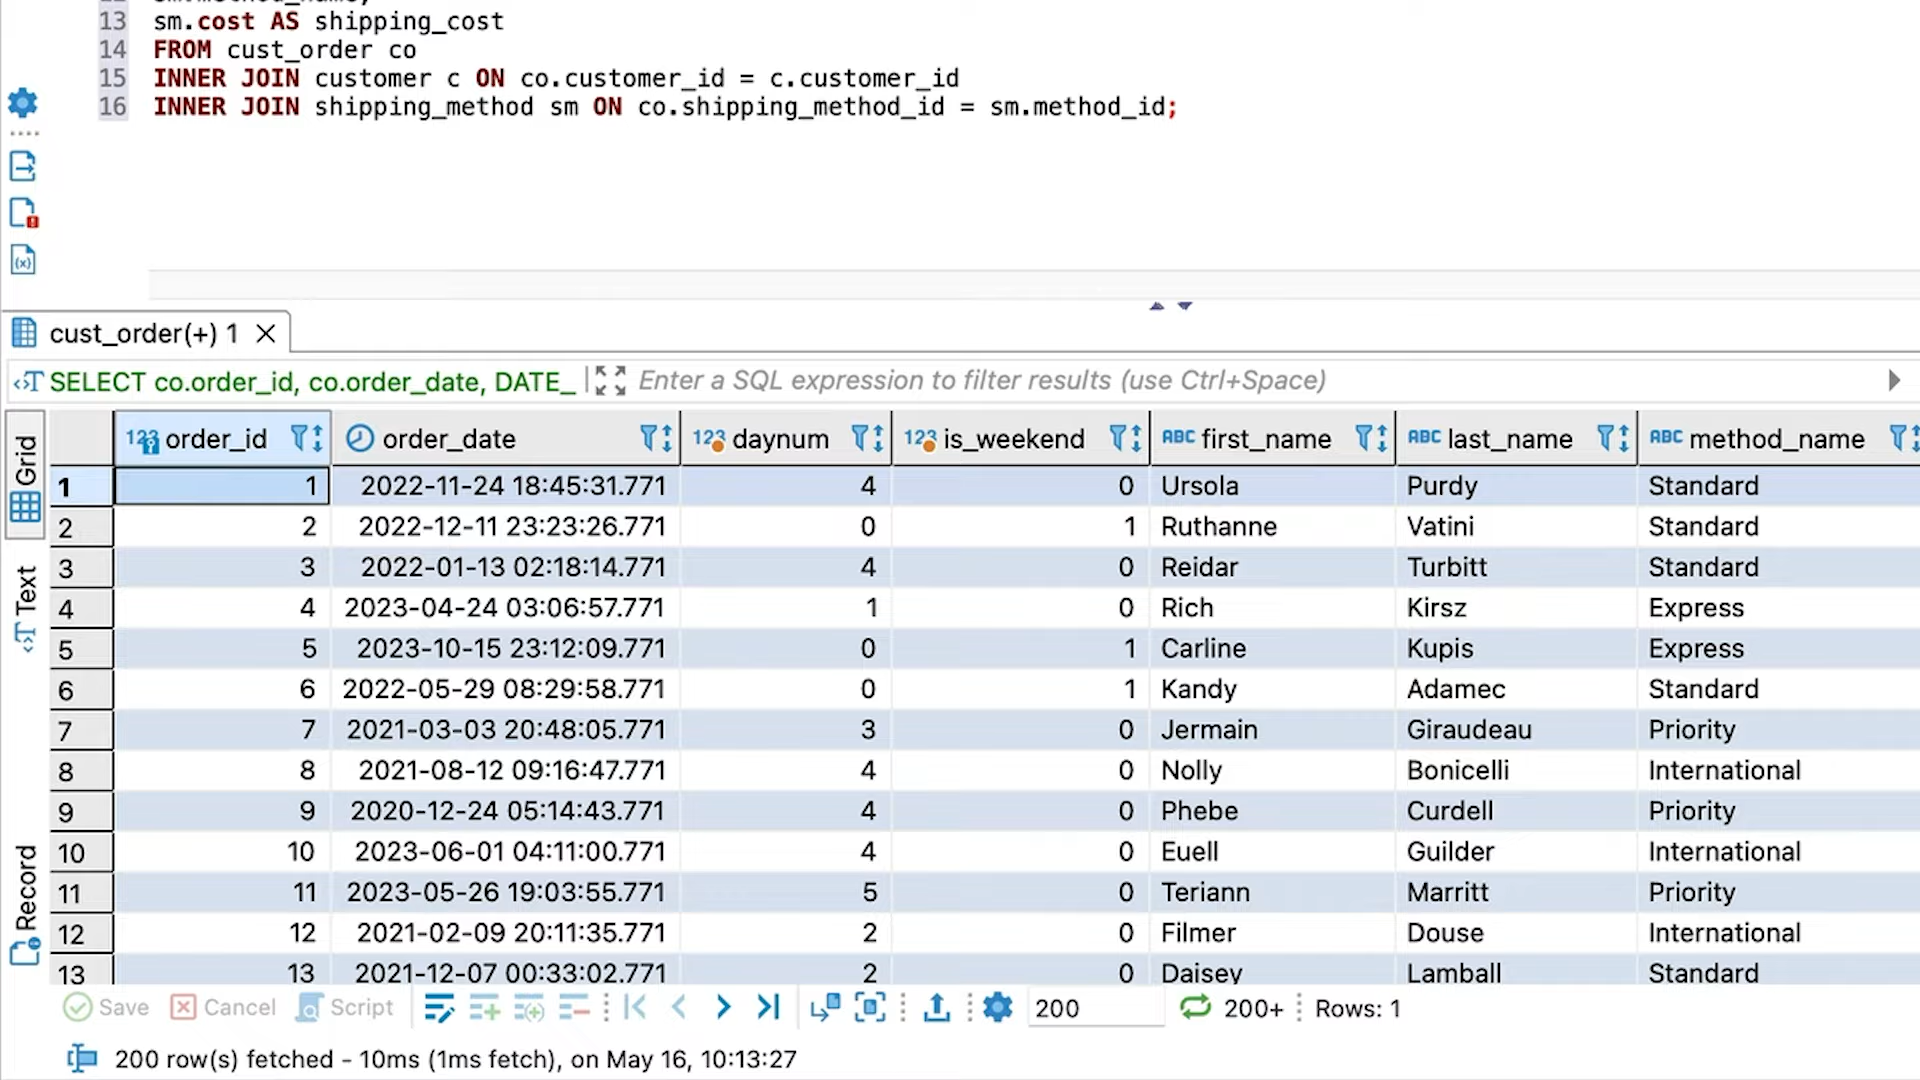 12 sm.method_name,
13 sm.cost AS shipping_cost
14 FROM cust_order co
15 INNER JOIN customer c ON co.customer_id = c.customer_id
16 INNER JOIN shipping_method sm ON co.shipping_method_id = sm.method_id;
cust_order(+) 1
SELECT co.order_id, co.order_date, DATE_ Enter a SQL expression to filter results (use Ctrl+Space)
Grid
Text
Record
123 order_id order_date 123 daynum 123 is_weekend ABC first_name ABC last_name ABC method_name
1 1 2022-11-24 18:45:31.771 4 0 Ursola Purdy Standard
2 2 2022-12-11 23:23:26.771 0 1 Ruthanne Vatini Standard
3 3 2022-01-13 02:18:14.771 4 0 Reidar Turbitt Standard
4 4 2023-04-24 03:06:57.771 1 0 Rich Kirsz Express
5 5 2023-10-15 23:12:09.771 0 1 Carline Kupis Express
6 6 2022-05-29 08:29:58.771 0 1 Kandy Adamec Standard
7 7 2021-03-03 20:48:05.771 3 0 Jermain Giraudeau Priority
8 8 2021-08-12 09:16:47.771 4 0 Nolly Bonicelli International
9 9 2020-12-24 05:14:43.771 4 0 Phebe Curdell Priority
10 10 2023-06-01 04:11:00.771 4 0 Euell Guilder International
11 11 2023-05-26 19:03:55.771 5 0 Teriann Marritt Priority
12 12 2021-02-09 20:11:35.771 2 0 Filmer Douse International
13 13 2021-12-07 00:33:02.771 2 0 Daisey Lamball Standard
Save Cancel Script 200 200+ Rows: 1
200 row(s) fetched - 10ms (1ms fetch), on May 16, 10:13:27